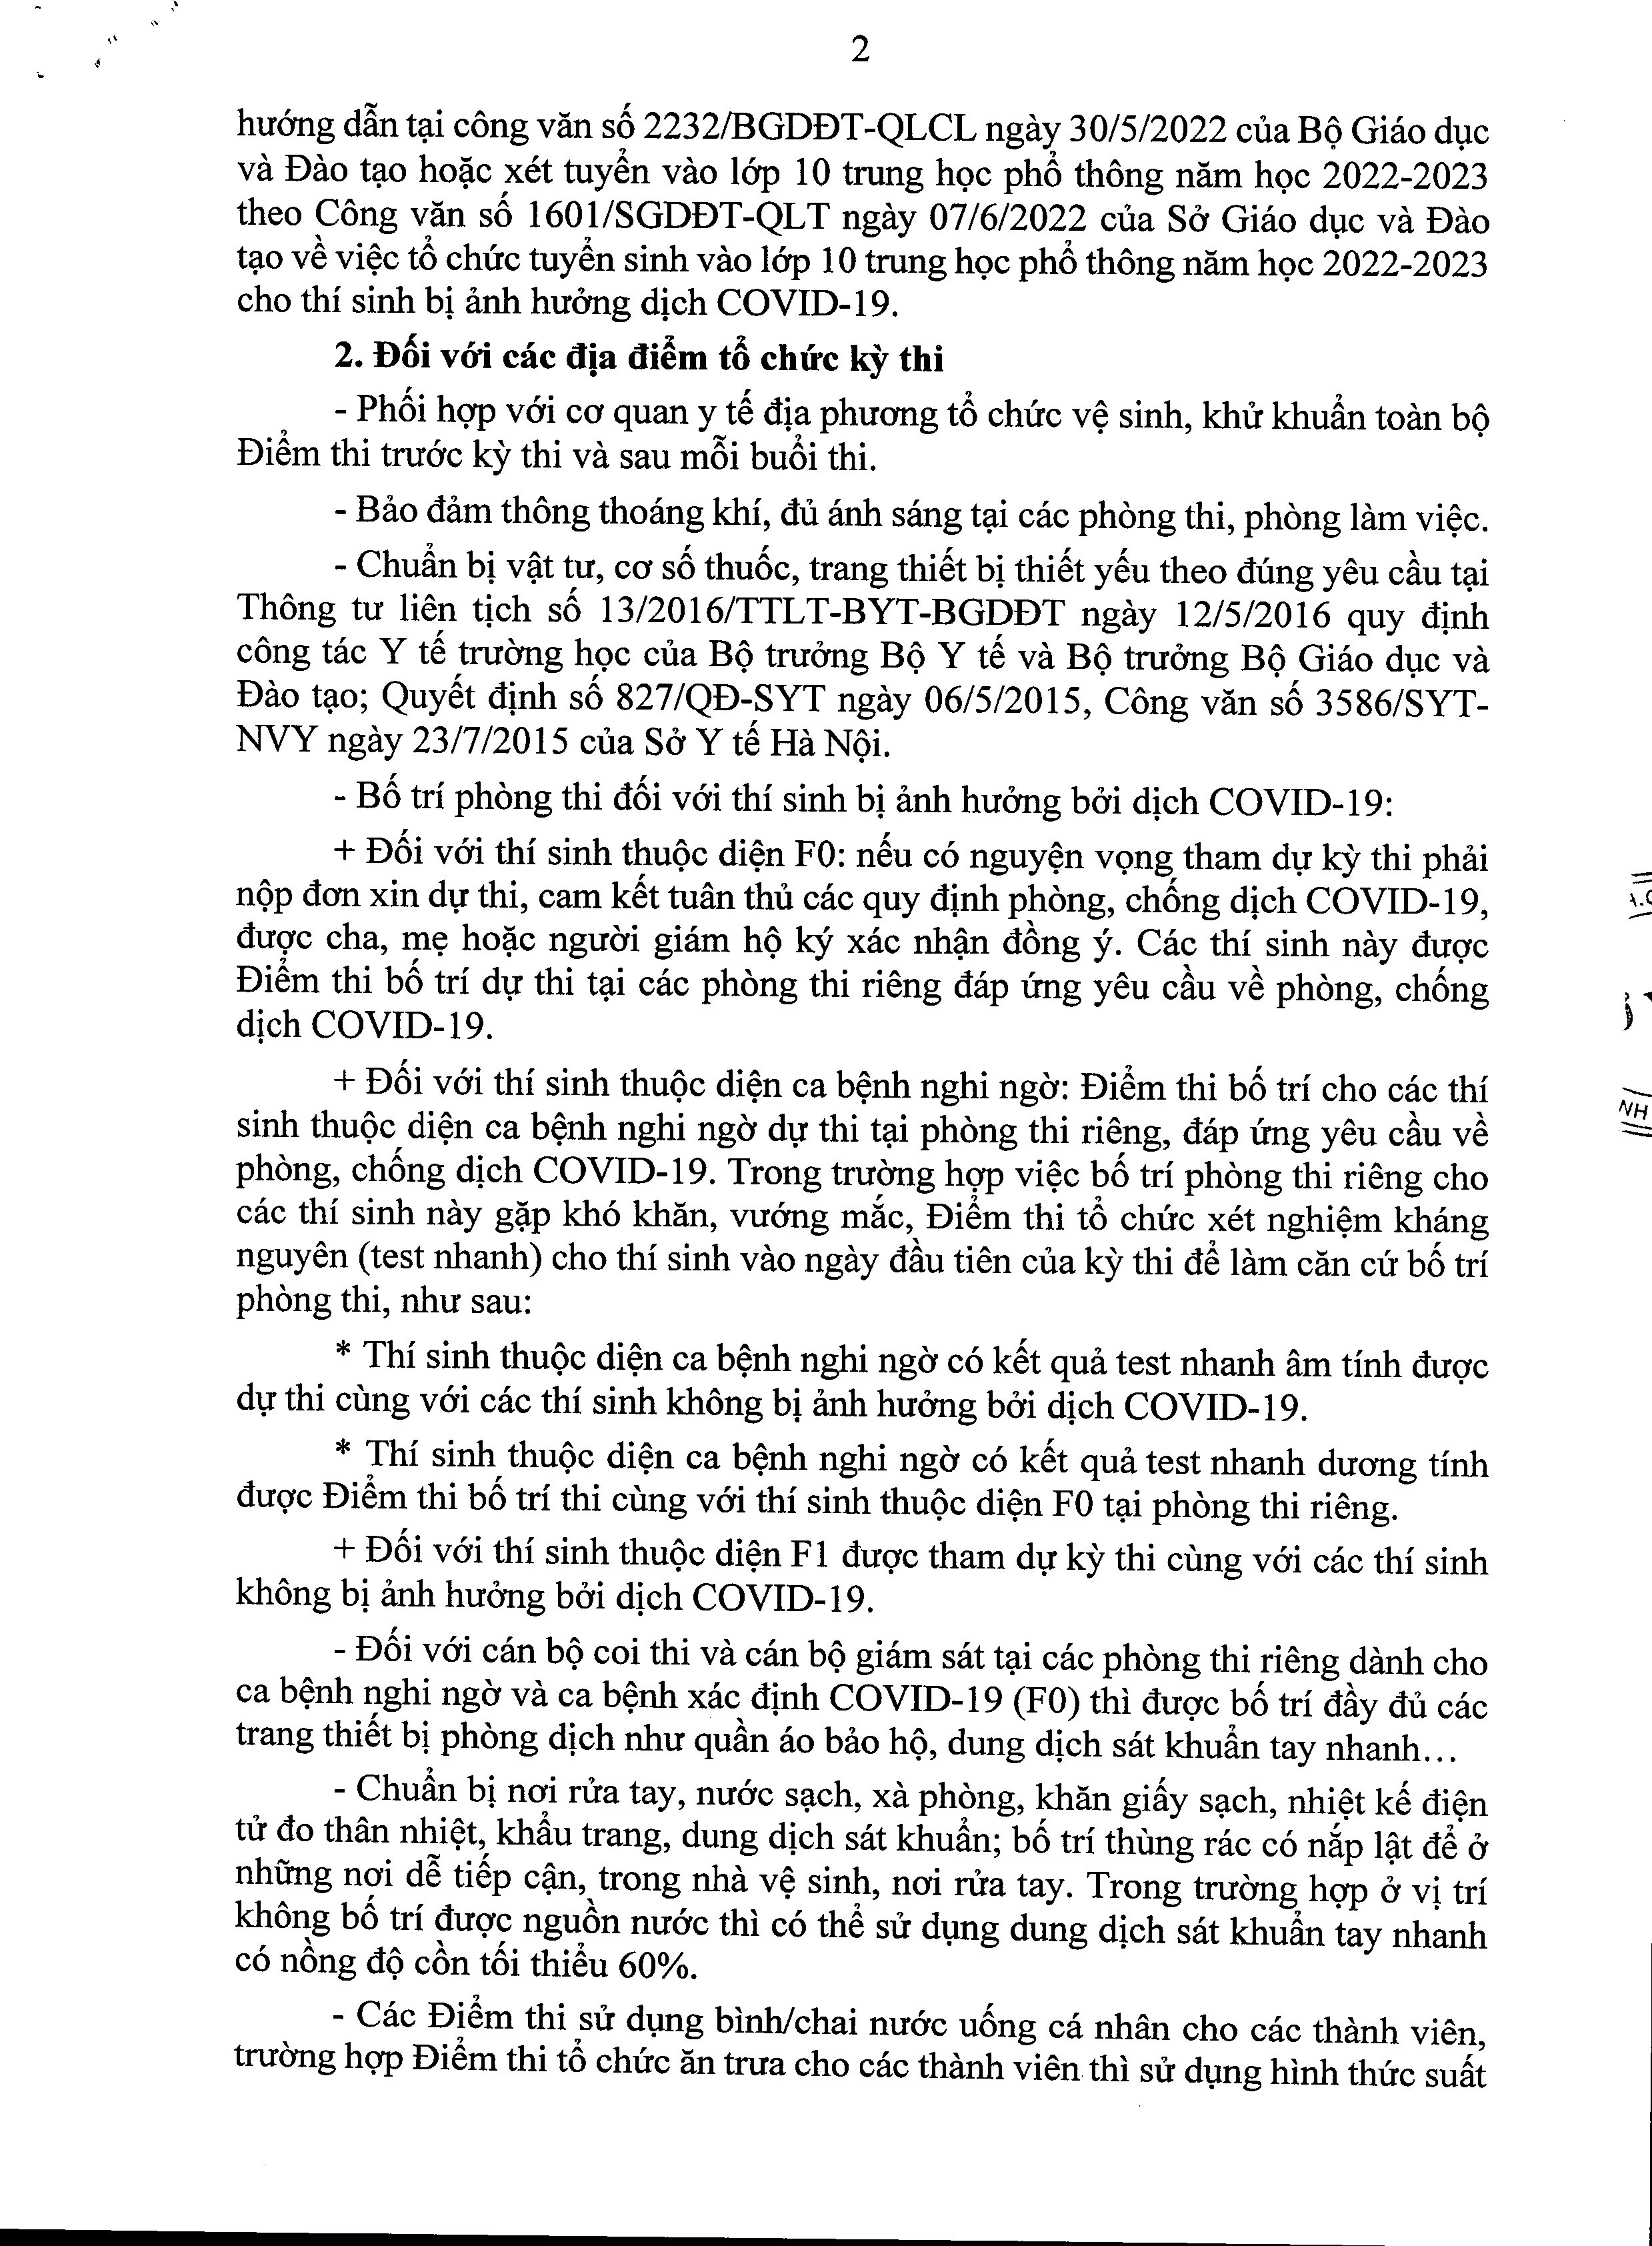 2
hướng dẫn tại công văn số 2232/BGDĐT-QLCL ngày 30/5/2022 của Bộ Giáo dục
và Đào tạo hoặc xét tuyển vào lớp 10 trung học phổ thông năm học 2022-2023
theo Công văn số 1601/SGDĐT-QLT ngày 07/6/2022 của Sở Giáo dục và Đào
tạo về việc tổ chức tuyển sinh vào lớp 10 trung học phổ thông năm học 2022-2023
cho thí sinh bị ảnh hưởng dịch COVID-19.
2. Đối với các địa điểm tổ chức kỳ thi
- Phối hợp với cơ quan y tế địa phương tổ chức vệ sinh, khử khuẩn toàn bộ
Điểm thi trước kỳ thi và sau mỗi buổi thi.
- Bảo đảm thông thoáng khí, đủ ánh sáng tại các phòng thi, phòng làm việc.
- Chuẩn bị vật tư, cơ số thuốc, trang thiết bị thiết yếu theo đúng yêu cầu tại
Thông tư liên tịch số 13/2016/TTLT-BYT-BGDĐT ngày 12/5/2016 quy định
công tác Y tế trường học của Bộ trưởng Bộ Y tế và Bộ trưởng Bộ Giáo dục và
Đào tạo; Quyết định số 827/QĐ-SYT ngày 06/5/2015, Công văn số 3586/SYT-
NVY ngày 23/7/2015 của Sở Y tế Hà Nội.
- Bố trí phòng thi đối với thí sinh bị ảnh hưởng bởi dịch COVID-19:
+ Đối với thí sinh thuộc diện F0: nếu có nguyện vọng tham dự kỳ thi phải
nộp đơn xin dự thi, cam kết tuân thủ các quy định phòng, chống dịch COVID-19,
được cha, mẹ hoặc người giám hộ ký xác nhận đồng ý. Các thí sinh này được
Điểm thi bố trí dự thi tại các phòng thi riêng đáp ứng yêu cầu về phòng, chống
dịch COVID-19.
+ Đối với thí sinh thuộc diện ca bệnh nghi ngờ: Điểm thi bố trí cho các thí
sinh thuộc diện ca bệnh nghi ngờ dự thi tại phòng thi riêng, đáp ứng yêu cầu về
phòng, chống dịch COVID-19. Trong trường hợp việc bố trí phòng thi riêng cho
các thí sinh này gặp khó khăn, vướng mắc, Điểm thi tổ chức xét nghiệm kháng
nguyên (test nhanh) cho thí sinh vào ngày đầu tiên của kỳ thi để làm căn cứ bố trí
phòng thi, như sau:
* Thí sinh thuộc diện ca bệnh nghi ngờ có kết quả test nhanh âm tính được
dự thi cùng với các thí sinh không bị ảnh hưởng bởi dịch COVID-19.
* Thí sinh thuộc diện ca bệnh nghi ngờ có kết quả test nhanh dương tính
được Điểm thi bố trí thi cùng với thí sinh thuộc diện F0 tại phòng thi riêng.
+ Đối với thí sinh thuộc diện F1 được tham dự kỳ thi cùng với các thí sinh
không bị ảnh hưởng bởi dịch COVID-19.
- Đối với cán bộ coi thi và cán bộ giám sát tại các phòng thi riêng dành cho
ca bệnh nghi ngờ và ca bệnh xác định COVID-19 (F0) thì được bố trí đầy đủ các
trang thiết bị phòng dịch như quần áo bảo hộ, dung dịch sát khuẩn tay nhanh...
- Chuẩn bị nơi rửa tay, nước sạch, xà phòng, khăn giấy sạch, nhiệt kế điện
tử đo thân nhiệt, khẩu trang, dung dịch sát khuẩn; bố trí thùng rác có nắp lật để ở
những nơi dễ tiếp cận, trong nhà vệ sinh, nơi rửa tay. Trong trường hợp ở vị trí
không bố trí được nguồn nước thì có thể sử dụng dung dịch sát khuẩn tay nhanh
có nồng độ cồn tối thiểu 60%.
- Các Điểm thi sử dụng bình/chai nước uống cá nhân cho các thành viên,
trường hợp Điểm thi tổ chức ăn trưa cho các thành viên thì sử dụng hình thức suất
NH